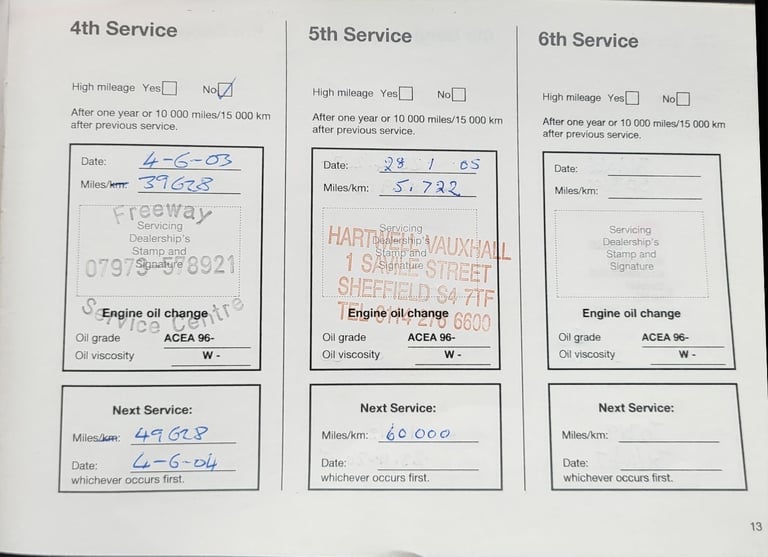 4th Service
High mileage Yes No
After one year or 10 000 miles/15 000 km
after previous service.
Date: 4-6-03
Miles/km: 39628
Freeway
Servicing
Dealership's
Stamp and
Signature
07973 578921
Service Centre
Engine oil change
Oil grade ACEA 96-
Oil viscosity W -
Next Service:
Miles/km: 49628
Date: 4-6-04
whichever occurs first.
5th Service
High mileage Yes No
After one year or 10 000 miles/15 000 km
after previous service.
Date: 28 1 05
Miles/km: 51722
Servicing
Dealership's
Stamp and
Signature
HARTWELL VAUXHALL
1 SAVILE STREET
SHEFFIELD S4 7TF
TEL 0114 276 6600
Engine oil change
Oil grade ACEA 96-
Oil viscosity W -
Next Service:
Miles/km: 60 000
Date:
whichever occurs first.
6th Service
High mileage Yes No
After one year or 10 000 miles/15 000 km
after previous service.
Date:
Miles/km:
Servicing
Dealership's
Stamp and
Signature
Engine oil change
Oil grade ACEA 96-
Oil viscosity W -
Next Service:
Miles/km:
Date:
whichever occurs first.
13